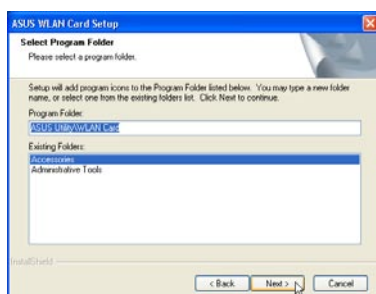 ASUS WLAN Card Setup
Select Program Folder
Please select a program folder.
Setup will add program icons to the Program Folder listed below. You may type a new folder
name, or select one from the existing folders list. Click Next to continue.
Program Folder:
ASUS Utility\WLAN Card
Existing Folders:
Accessories
Administrative Tools
InstallShield
< Back
Next >
Cancel